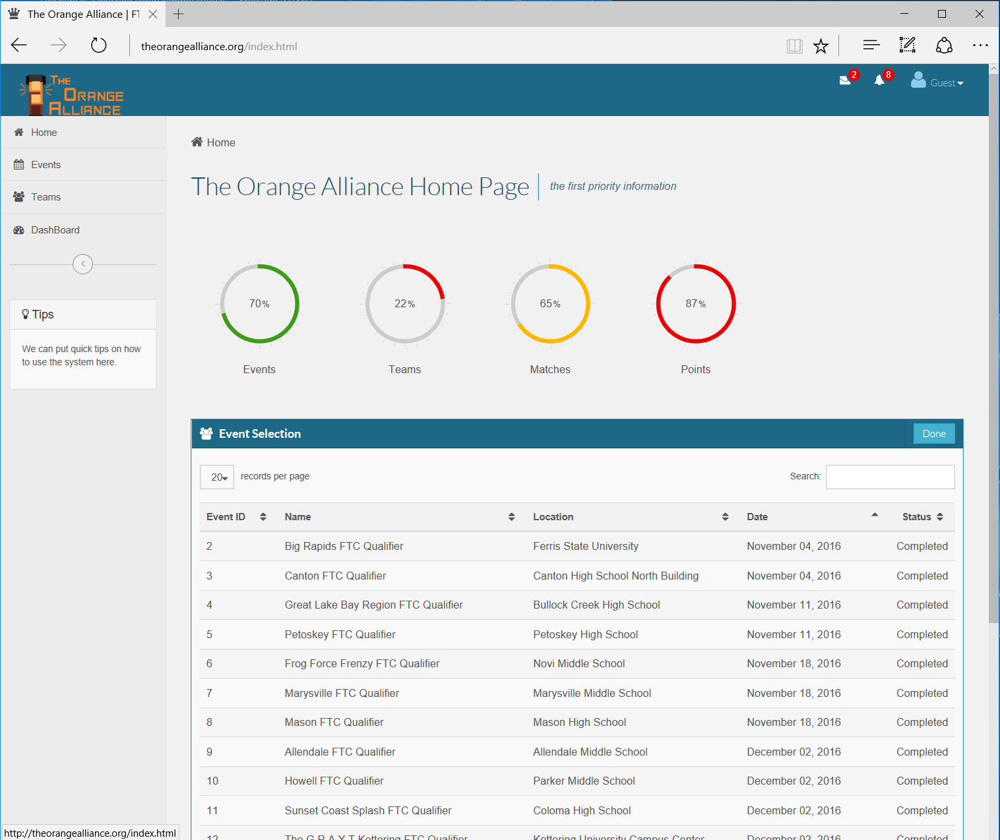 The Orange Alliance | FT
theorangealliance.org/index.html
THE
ORANGE
ALLIANCE
2
8
Guest
Home
Events
Teams
DashBoard
Tips
We can put quick tips on how
to use the system here.
Home
The Orange Alliance Home Page
the first priority information
70% 22% 65% 87%
Events Teams Matches Points
Event Selection Done
20 records per page Search:
Event ID Name Location Date Status
2 Big Rapids FTC Qualifier Ferris State University November 04, 2016 Completed
3 Canton FTC Qualifier Canton High School North Building November 04, 2016 Completed
4 Great Lake Bay Region FTC Qualifier Bullock Creek High School November 11, 2016 Completed
5 Petoskey FTC Qualifier Petoskey High School November 11, 2016 Completed
6 Frog Force Frenzy FTC Qualifier Novi Middle School November 18, 2016 Completed
7 Marysville FTC Qualifier Marysville Middle School November 18, 2016 Completed
8 Mason FTC Qualifier Mason High School November 18, 2016 Completed
9 Allendale FTC Qualifier Allendale Middle School December 02, 2016 Completed
10 Howell FTC Qualifier Parker Middle School December 02, 2016 Completed
11 Sunset Coast Splash FTC Qualifier Coloma High School December 02, 2016 Completed
12 The G.R.A.Y.T Kettering FTC Qualifier Kettering University Campus Center December 02, 2016 Completed
http://theorangealliance.org/index.html